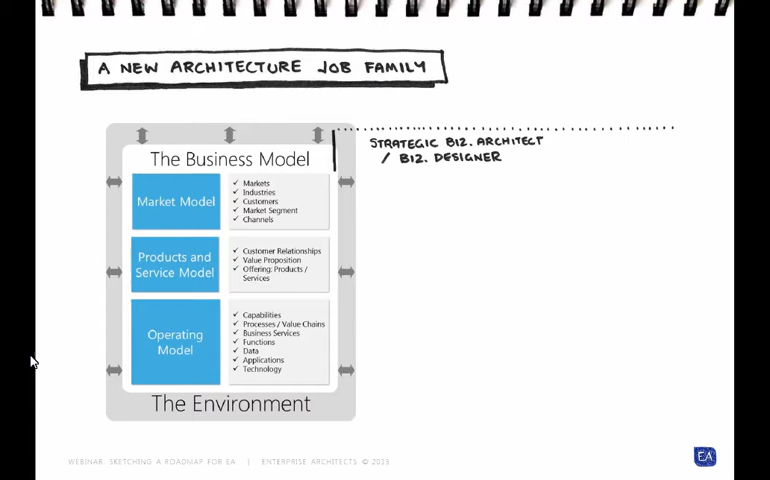 A NEW ARCHITECTURE JOB FAMILY
STRATEGIC BIZ. ARCHITECT
/ BIZ. DESIGNER
The Business Model
Market Model
✓ Markets
✓ Industries
✓ Customers
✓ Market Segment
✓ Channels
Products and
Service Model
✓ Customer Relationships
✓ Value Proposition
✓ Offering: Products /
Services
Operating
Model
✓ Capabilities
✓ Processes / Value Chains
✓ Business Services
✓ Functions
✓ Data
✓ Applications
✓ Technology
The Environment
WEBINAR: SKETCHING A ROADMAP FOR EA | ENTERPRISE ARCHITECTS © 2013
EA